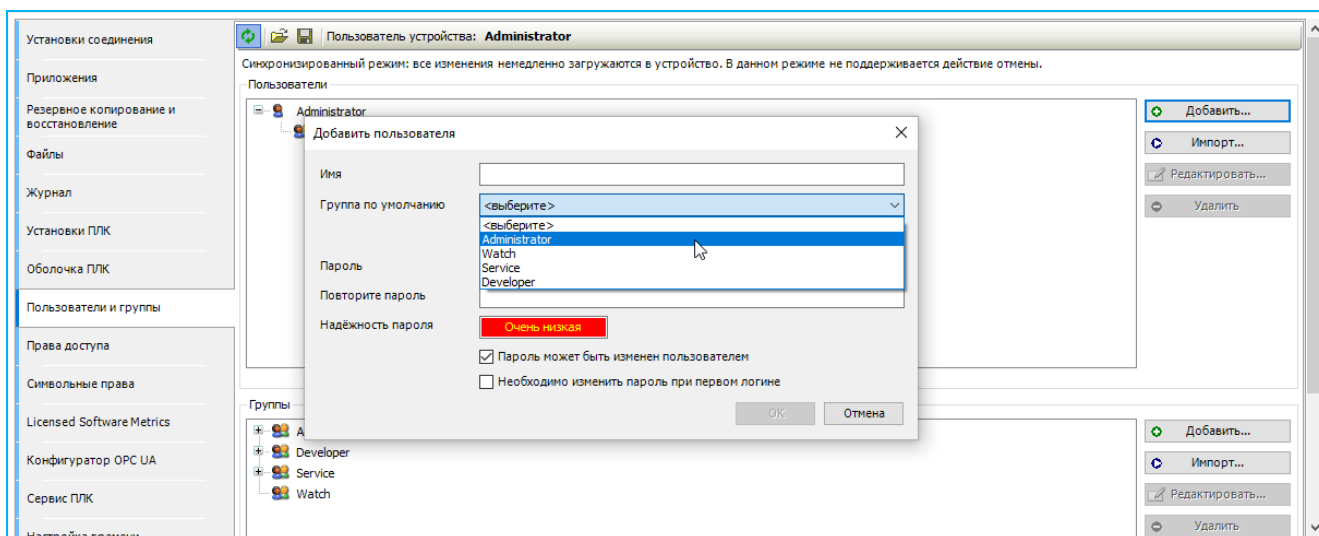 Установки соединения
Приложения
Резервное копирование и
восстановление
Файлы
Журнал
Установки ПЛК
Оболочка ПЛК
Пользователи и группы
Права доступа
Символьные права
Licensed Software Metrics
Конфигуратор OPC UA
Сервис ПЛК
Настройка времени
Пользователь устройства: Administrator
Синхронизированный режим: все изменения немедленно загружаются в устройство. В данном режиме не поддерживается действие отмены.
Пользователи
Administrator
Добавить...
Импорт...
Редактировать...
Удалить
Добавить пользователя
Имя
Группа по умолчанию
<выберите>
<выберите>
Administrator
Watch
Service
Developer
Пароль
Повторите пароль
Надёжность пароля
Очень низкая
Пароль может быть изменен пользователем
Необходимо изменить пароль при первом логине
OK
Отмена
Группы
A
Developer
Service
Watch
Добавить...
Импорт...
Редактировать...
Удалить